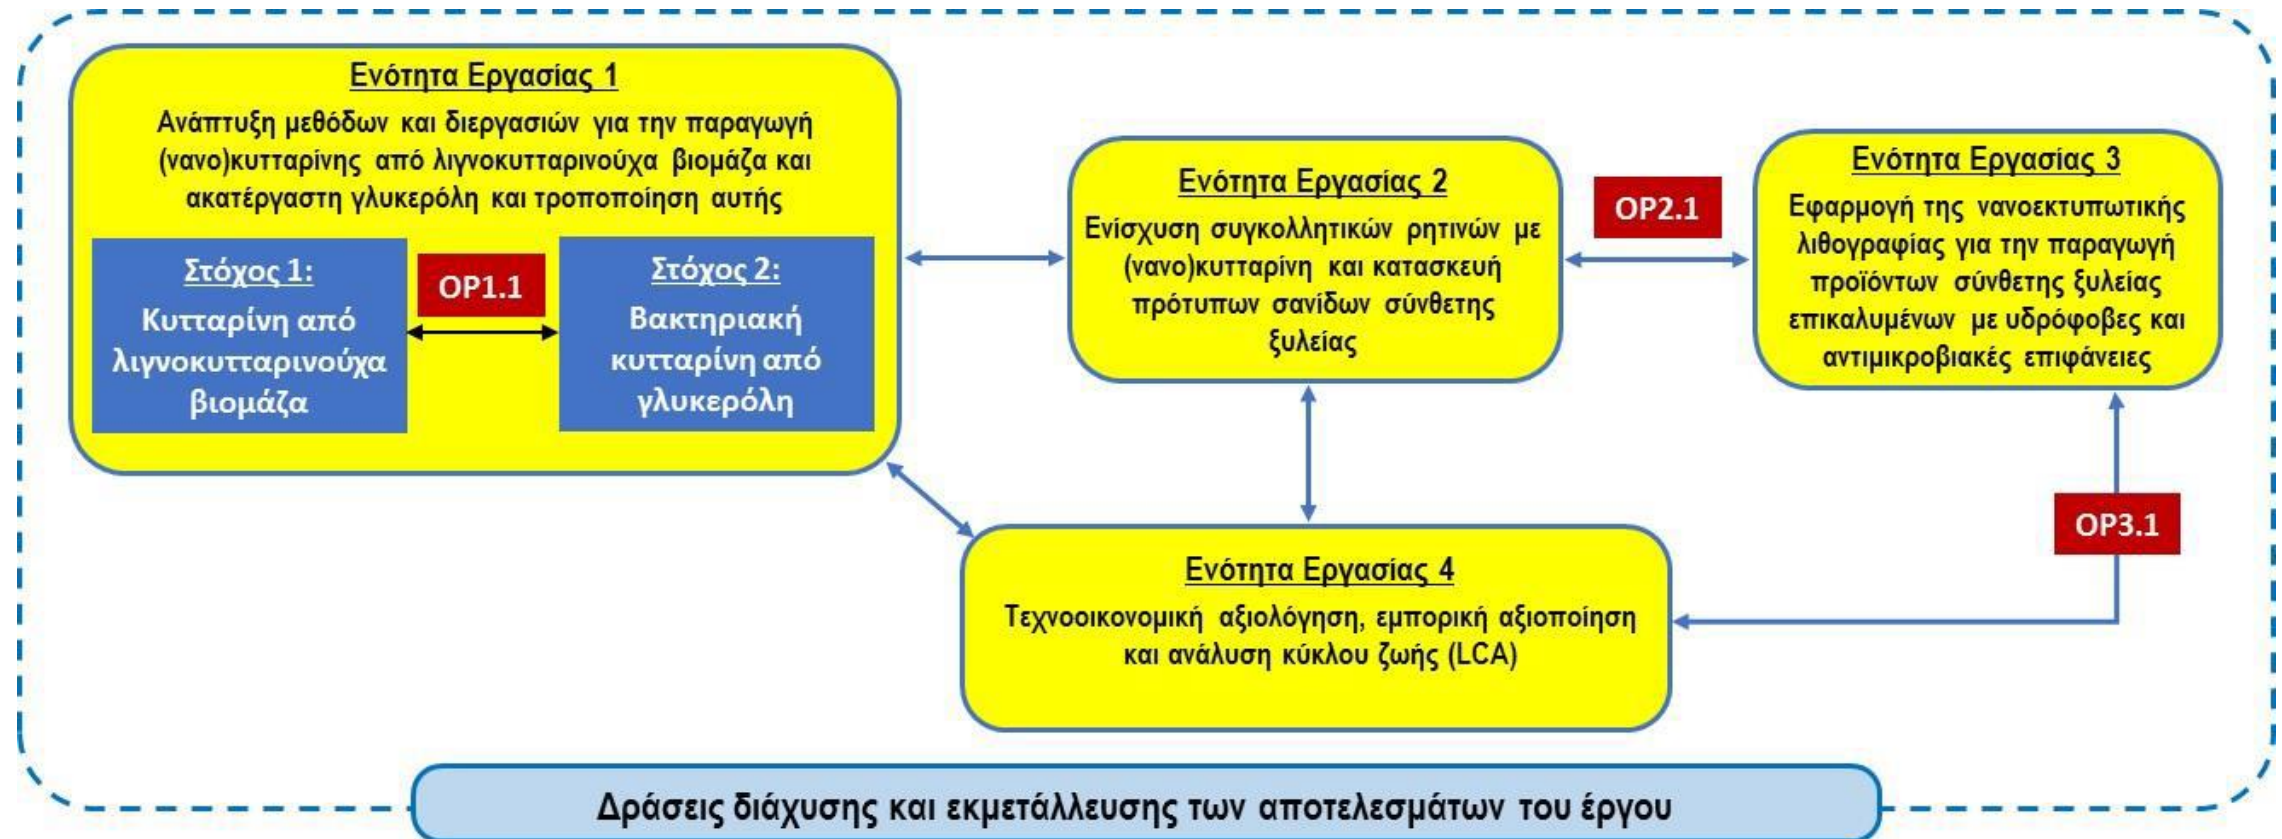 Ενότητα Εργασίας 1
Ανάπτυξη μεθόδων και διεργασιών για την παραγωγή
(νανο)κυτταρίνης από λιγνοκυτταρινούχα βιομάζα και
ακατέργαστη γλυκερόλη και τροποποίηση αυτής
Στόχος 1:
Κυτταρίνη από
λιγνοκυτταρινούχα
βιομάζα
OP1.1
Στόχος 2:
Βακτηριακή
κυτταρίνη από
γλυκερόλη
Ενότητα Εργασίας 2
Ενίσχυση συγκολλητικών ρητινών με
(νανο)κυτταρίνη και κατασκευή
πρότυπων σανίδων σύνθετης
ξυλείας
OP2.1
Ενότητα Εργασίας 3
Εφαρμογή της νανοεκτυπωτικής
λιθογραφίας για την παραγωγή
προϊόντων σύνθετης ξυλείας
επικαλυμένων με υδρόφοβες και
αντιμικροβιακές επιφάνειες
OP3.1
Ενότητα Εργασίας 4
Τεχνοοικονομική αξιολόγηση, εμπορική αξιοποίηση
και ανάλυση κύκλου ζωής (LCA)
Δράσεις διάχυσης και εκμετάλλευσης των αποτελεσμάτων του έργου